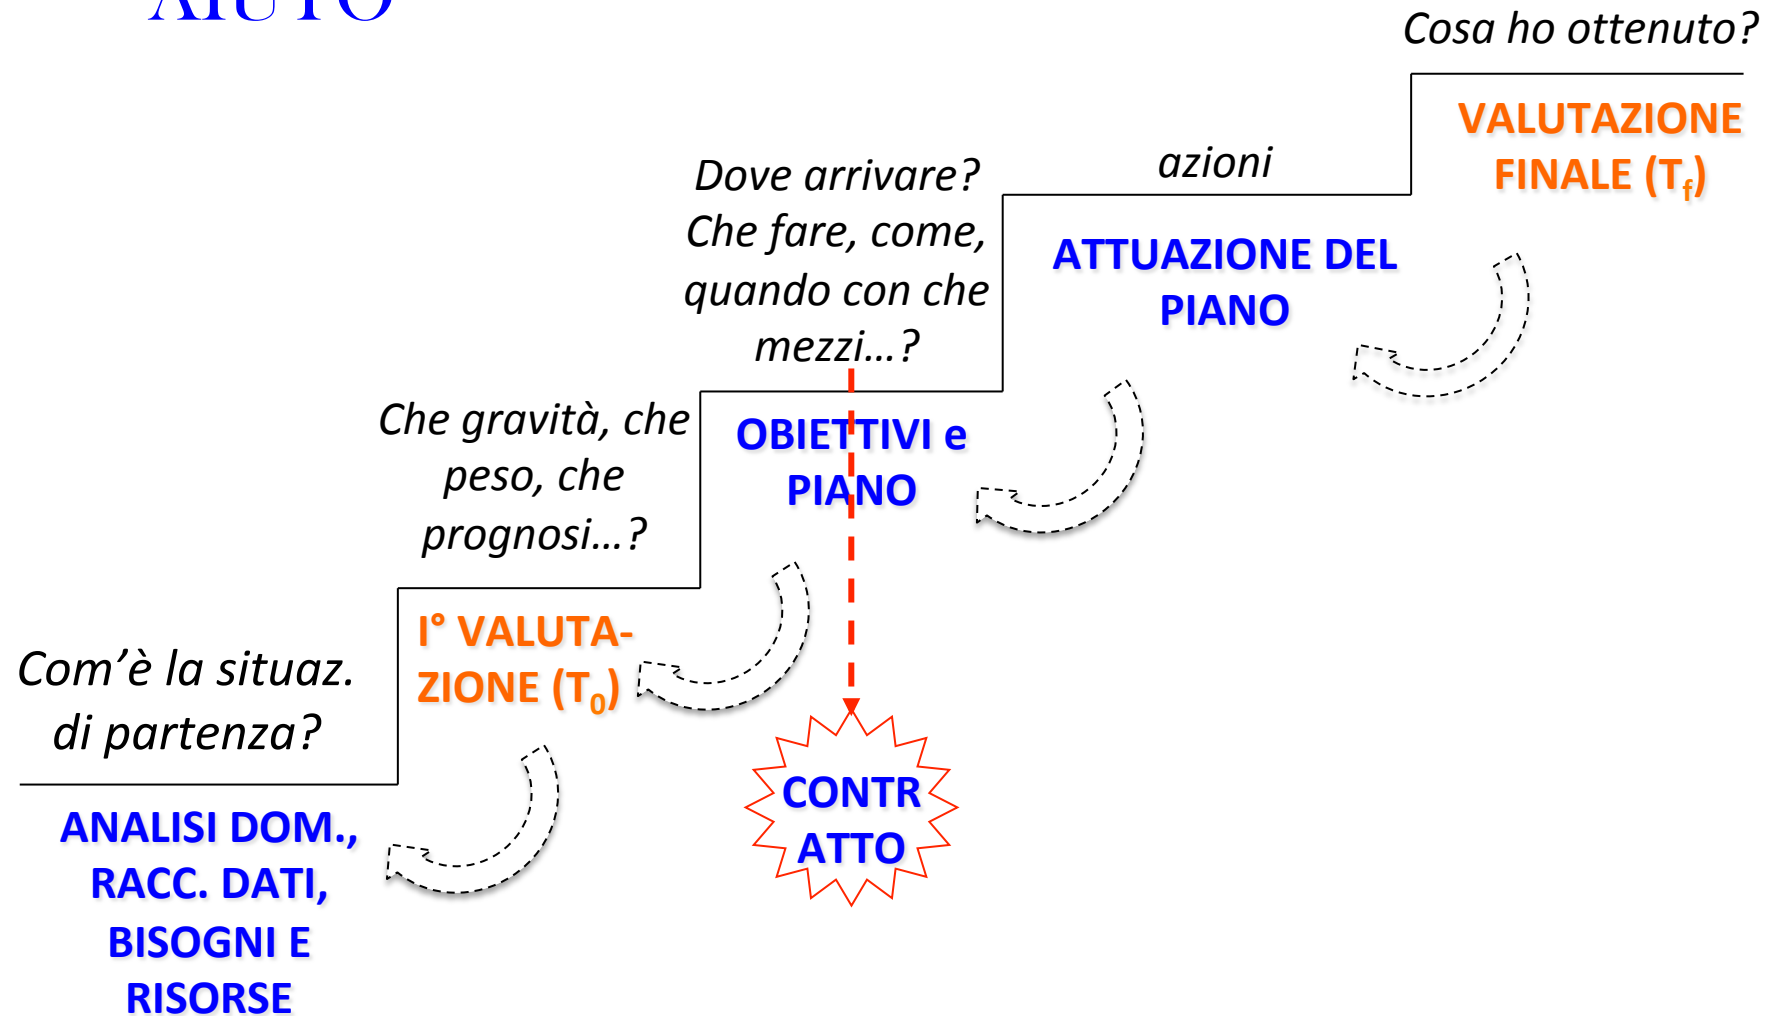 AIUTO
Cosa ho ottenuto?
VALUTAZIONE
FINALE (Tf)
azioni
ATTUAZIONE DEL
PIANO
Dove arrivare?
Che fare, come,
quando con che
mezzi…?
OBIETTIVI e
PIANO
Che gravità, che
peso, che
prognosi…?
I° VALUTA-
ZIONE (T0)
Com’è la situaz.
di partenza?
ANALISI DOM.,
RACC. DATI,
BISOGNI E
RISORSE
CONTR
ATTO